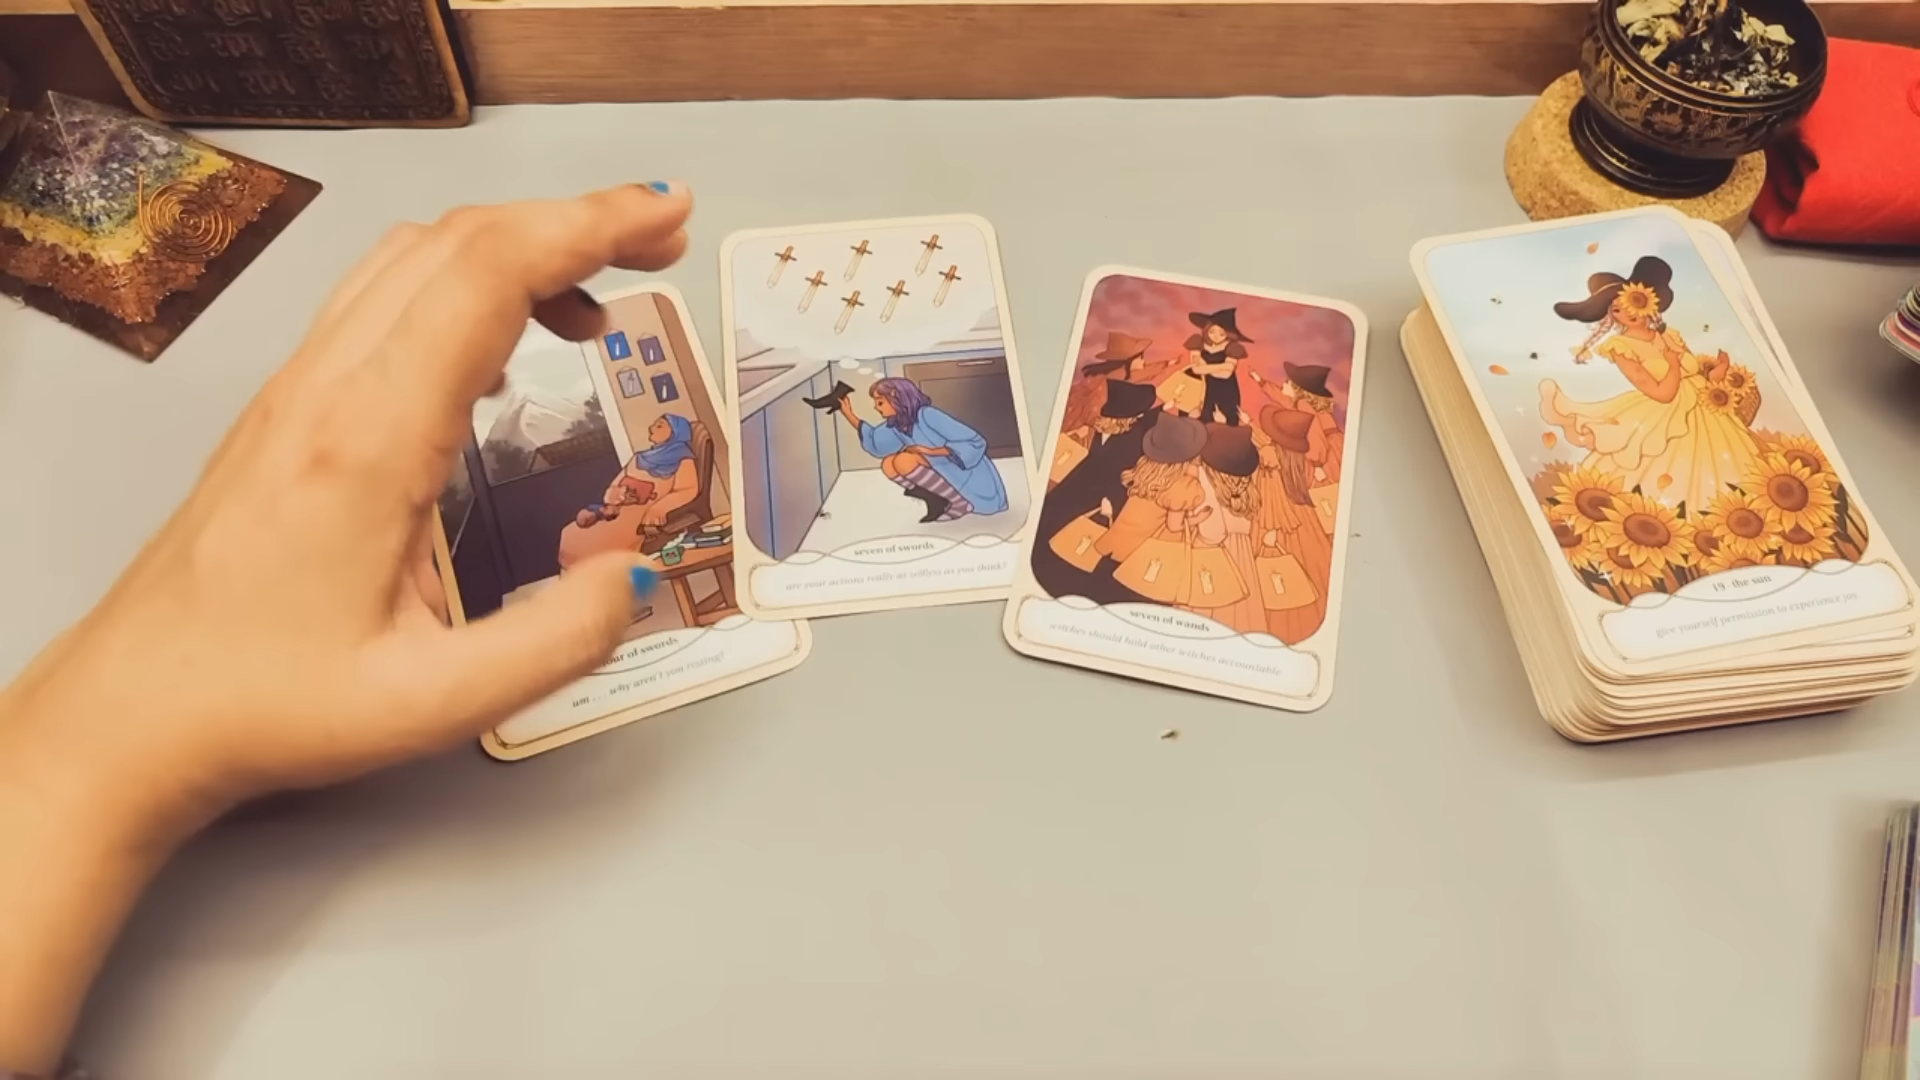 four of swords
um... why aren't you resting?
seven of swords
are your actions really as selfless as you think?
seven of wands
witches should hold other witches accountable
19 - the sun
give yourself permission to experience joy